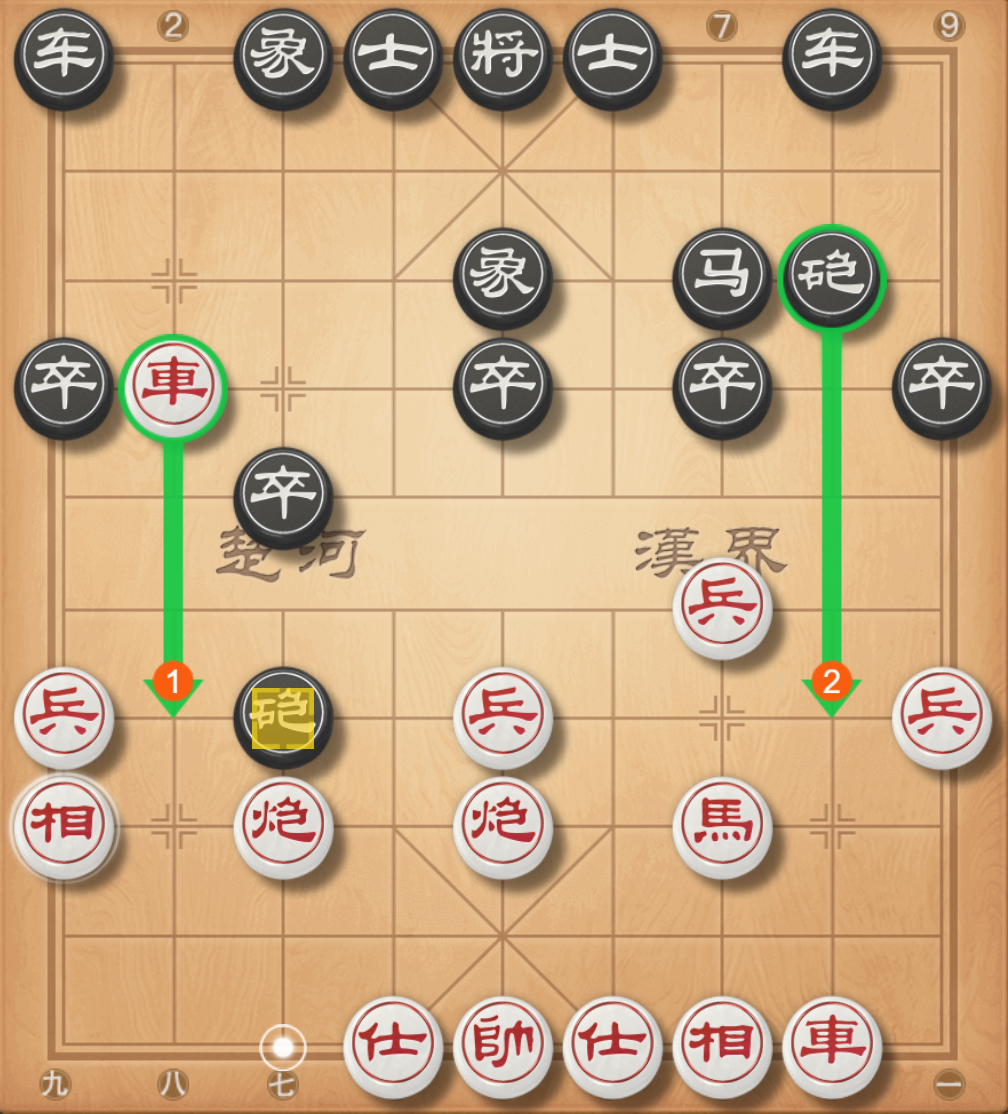 2 7 9
车 象 士 将 士 车
象 马 砲
卒 車 卒 卒 卒
卒
楚河 漢界
兵
兵 1 砲 兵 2 兵
相 炮 炮 馬
仕 帥 仕 相 車
九 八 七 一